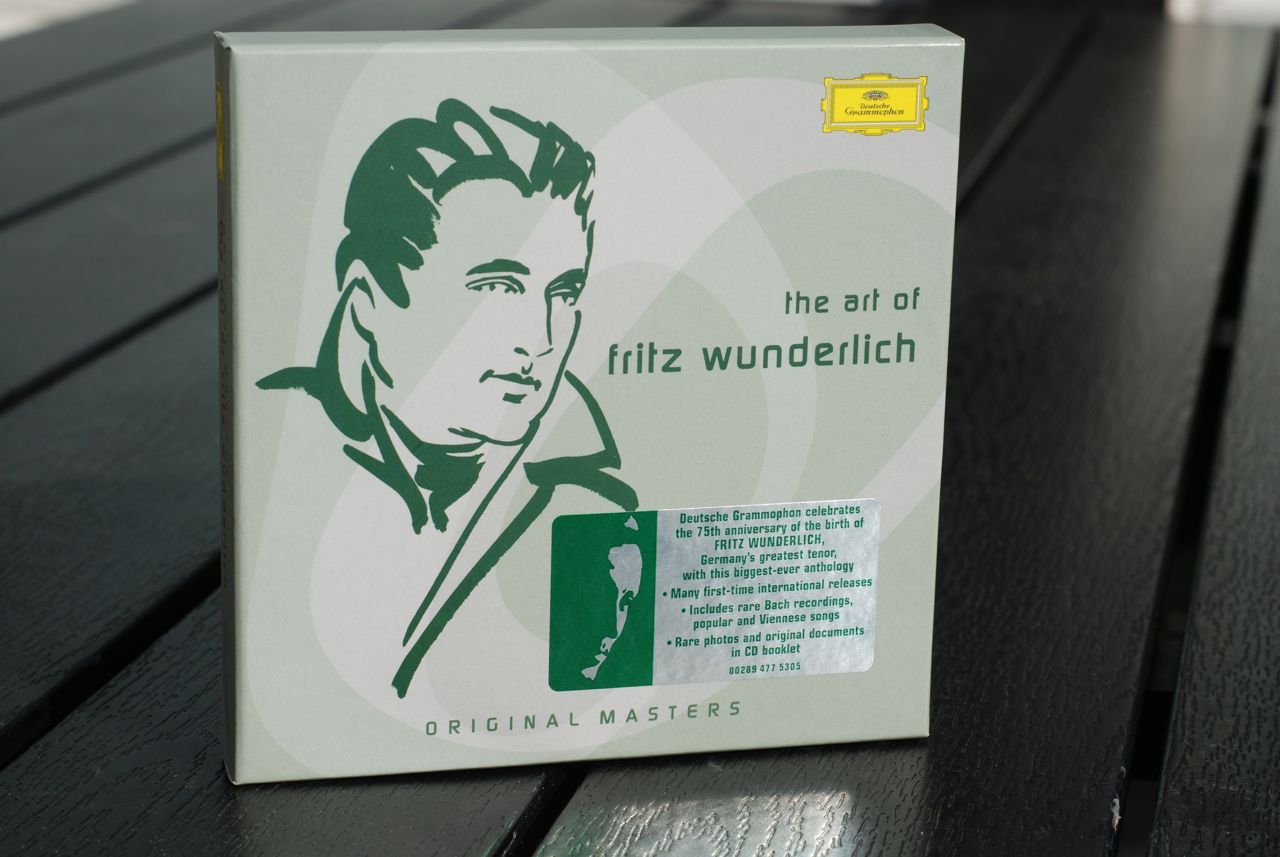 Deutsche
Grammophon
the art of
fritz wunderlich
Deutsche Grammophon celebrates
the 75th anniversary of the birth of
FRITZ WUNDERLICH,
Germany's greatest tenor,
with this biggest-ever anthology
• Many first-time international releases
• Includes rare Bach recordings,
popular and Viennese songs
• Rare photos and original documents
in CD booklet
00289 477 5305
ORIGINAL MASTERS